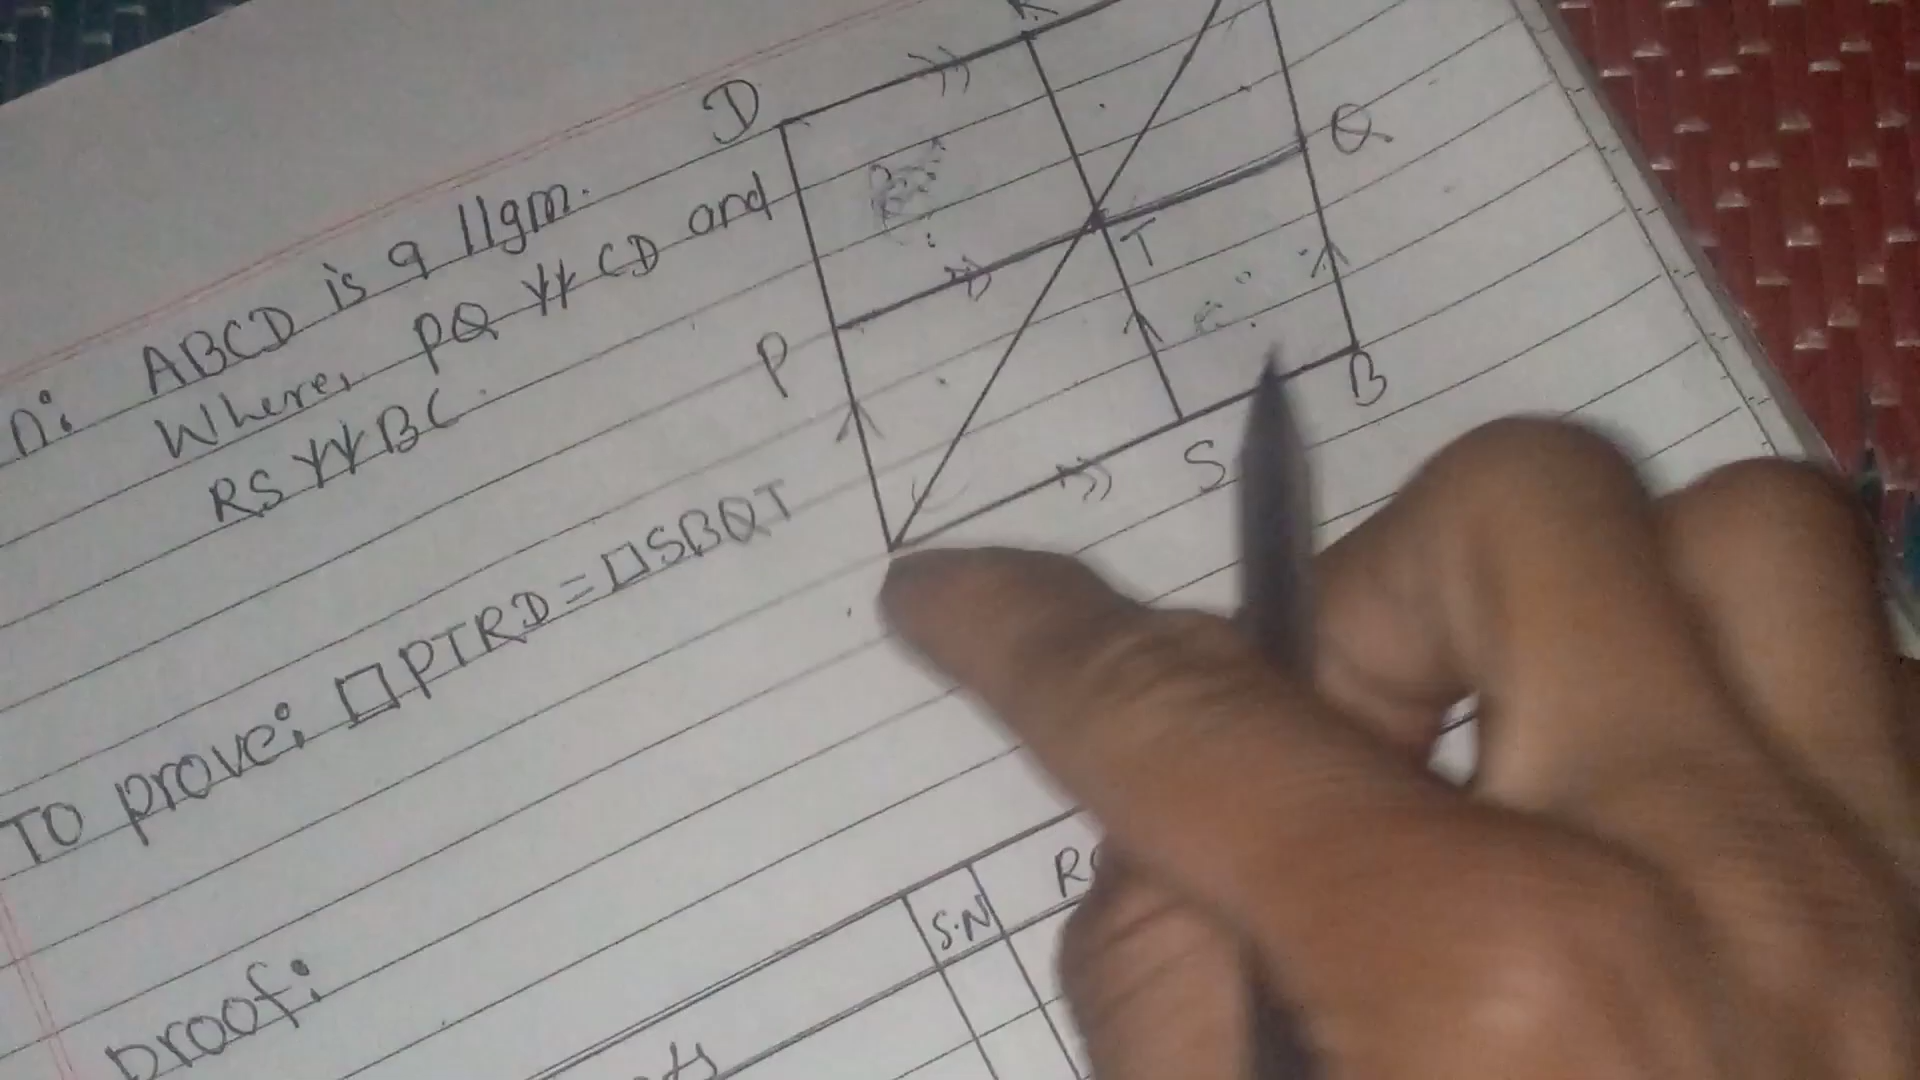 n: ABCD is a llgm.
Where, PQ ∦ CD and
RS ∦ BC.
To prove: □PTRD = □SBQT
proof:
S.N
D
R
Q
P
T
B
S